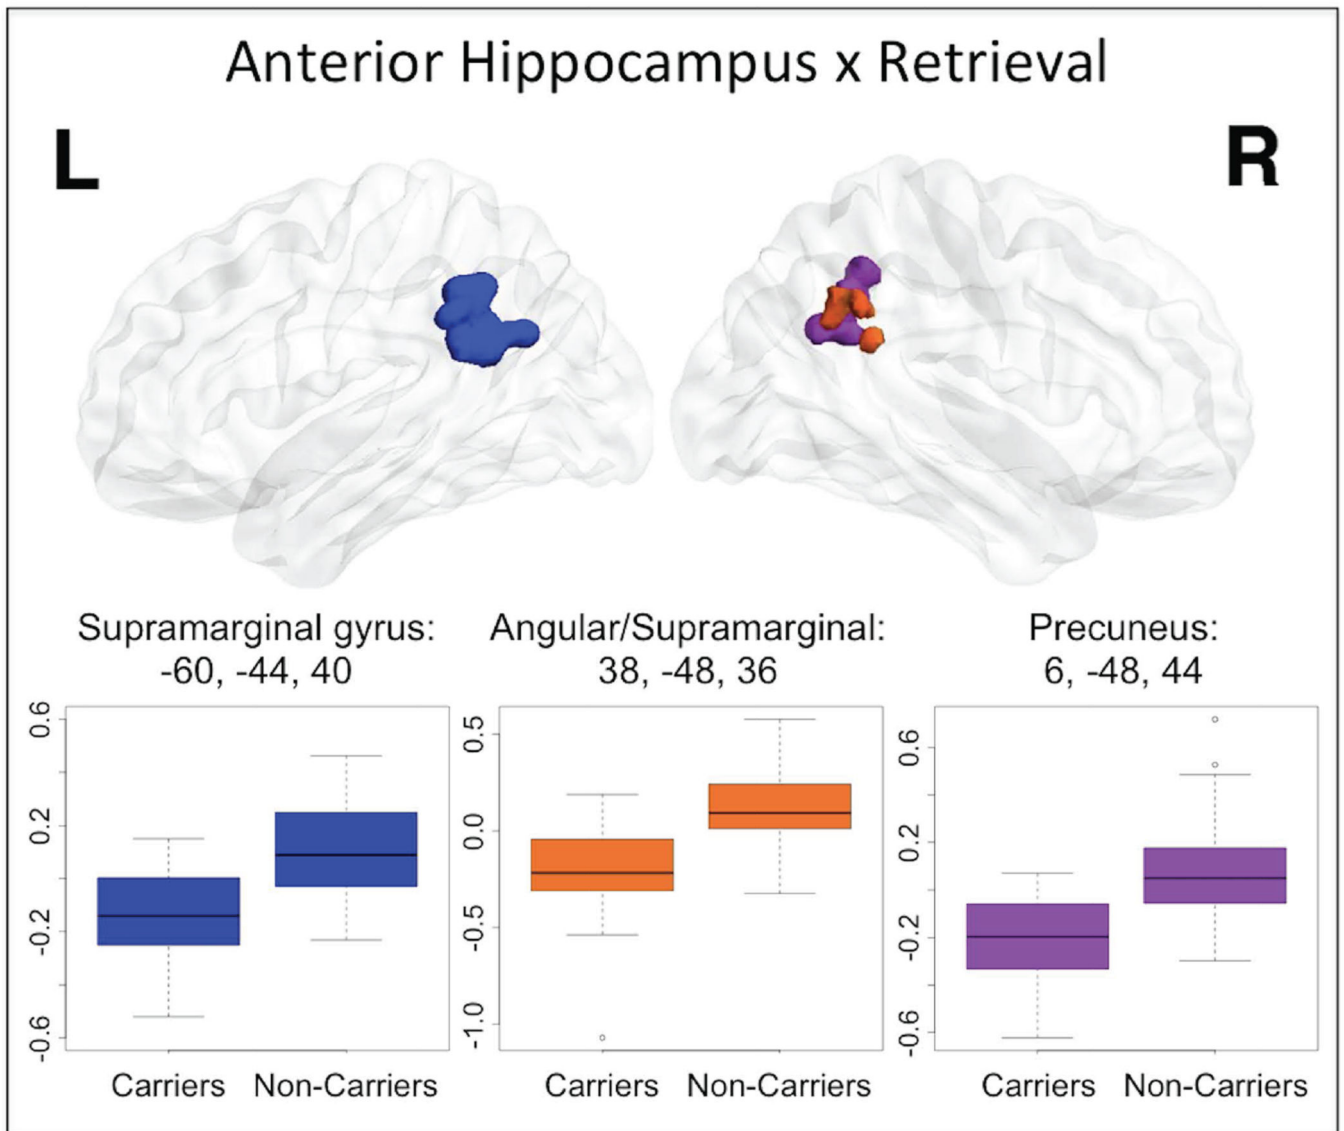 Anterior Hippocampus x Retrieval
L
R
Supramarginal gyrus:
-60, -44, 40
Angular/Supramarginal:
38, -48, 36
Precuneus:
6, -48, 44
0.6
0.2
-0.2
-0.6
Carriers
Non-Carriers
0.5
0.0
-0.5
-1.0
Carriers
Non-Carriers
0.6
0.2
-0.2
-0.6
Carriers
Non-Carriers